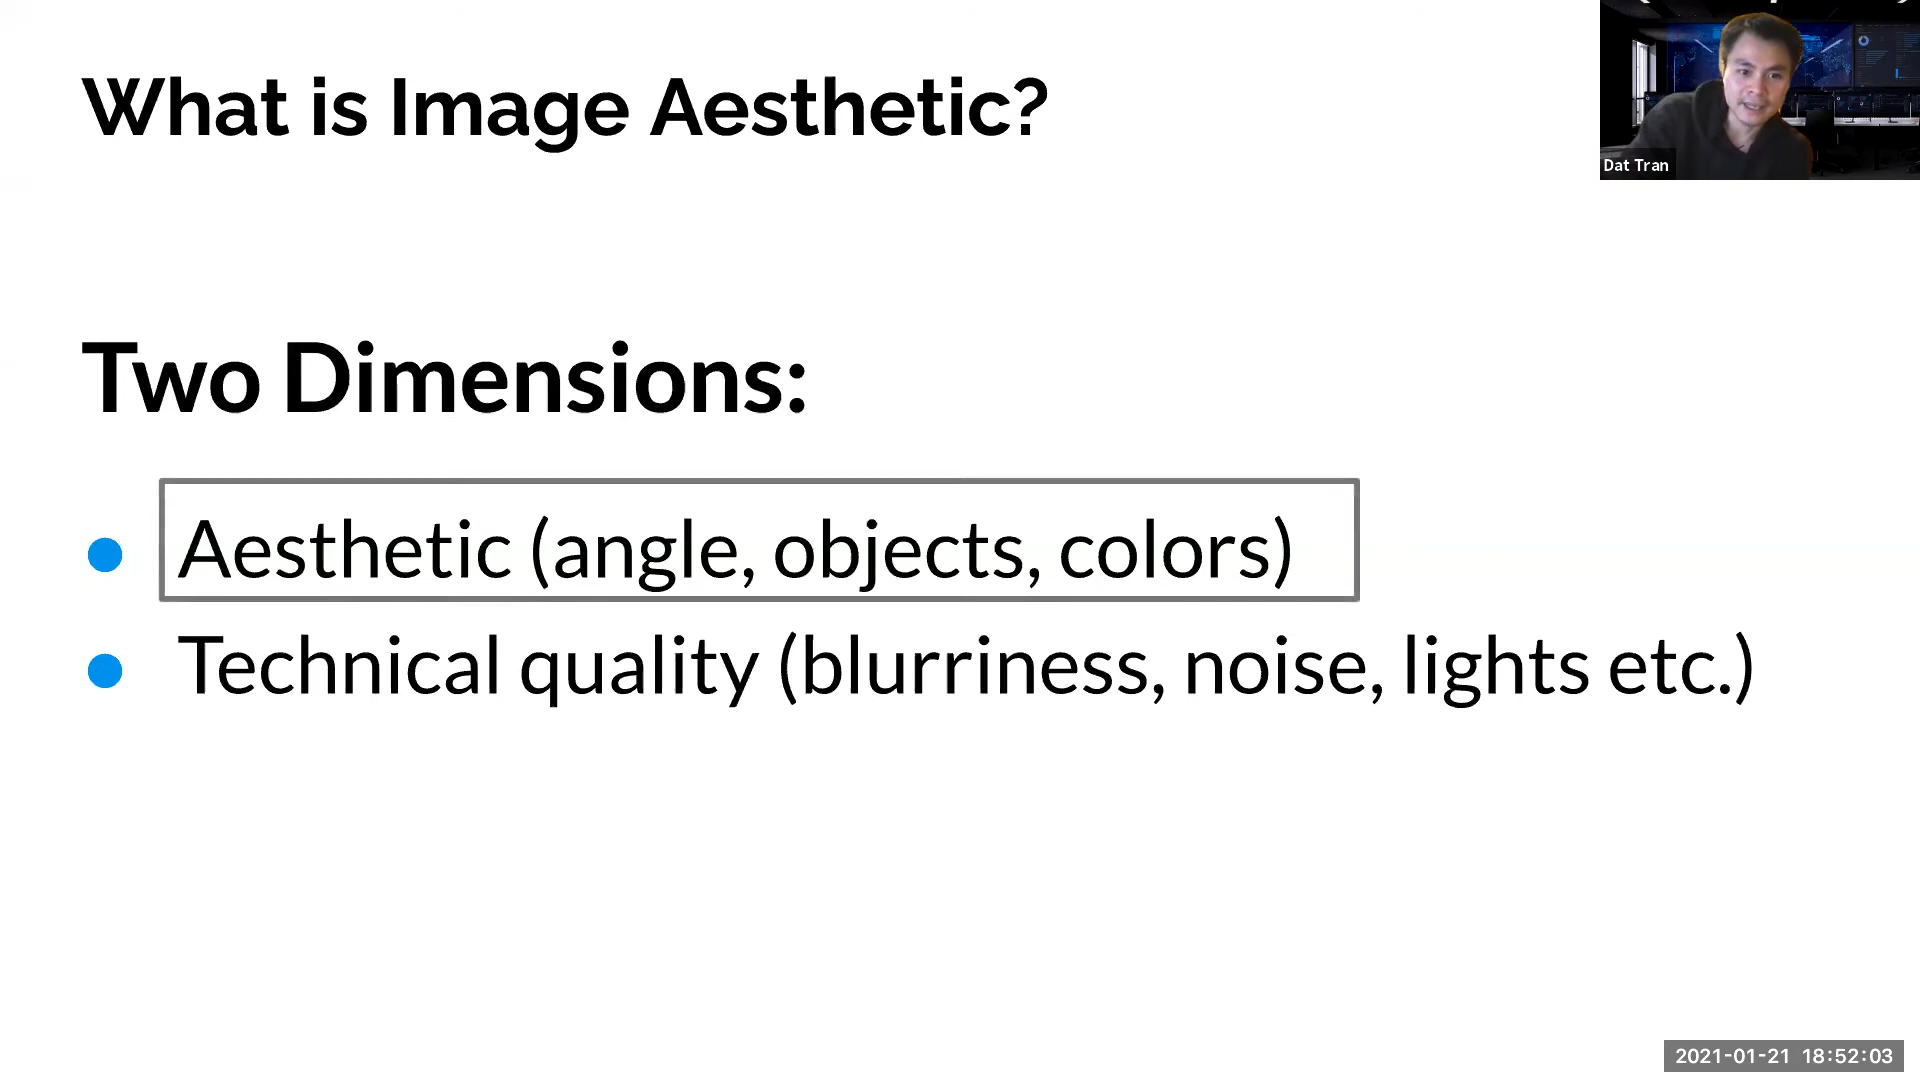 What is Image Aesthetic?
Dat Tran
Two Dimensions:
Aesthetic (angle, objects, colors)
Technical quality (blurriness, noise, lights etc.)
2021-01-21 18:52:03